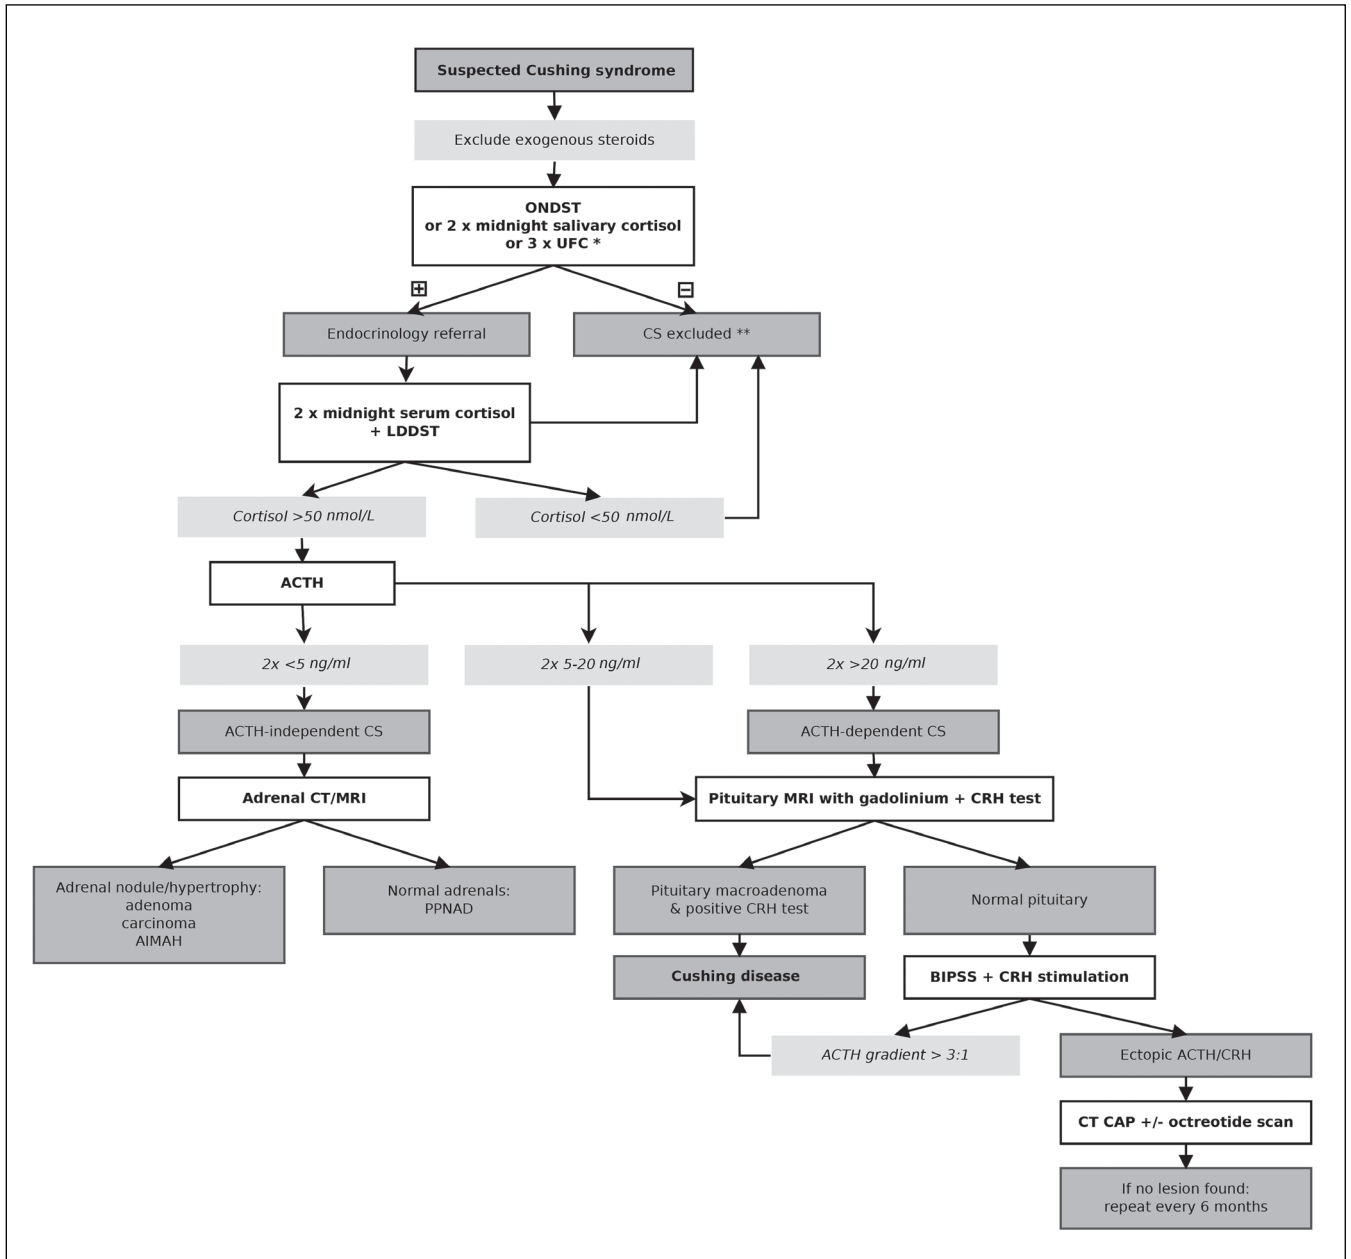 Suspected Cushing syndrome
Exclude exogenous steroids
ONDST
or 2 x midnight salivary cortisol
or 3 x UFC *
+
−
Endocrinology referral
CS excluded **
2 x midnight serum cortisol
+ LDDST
Cortisol >50 nmol/L
Cortisol <50 nmol/L
ACTH
2x <5 ng/ml
2x 5-20 ng/ml
2x >20 ng/ml
ACTH-independent CS
ACTH-dependent CS
Adrenal CT/MRI
Pituitary MRI with gadolinium + CRH test
Adrenal nodule/hypertrophy:
adenoma
carcinoma
AIMAH
Normal adrenals:
PPNAD
Pituitary macroadenoma
& positive CRH test
Normal pituitary
Cushing disease
BIPSS + CRH stimulation
ACTH gradient > 3:1
Ectopic ACTH/CRH
CT CAP +/- octreotide scan
If no lesion found:
repeat every 6 months